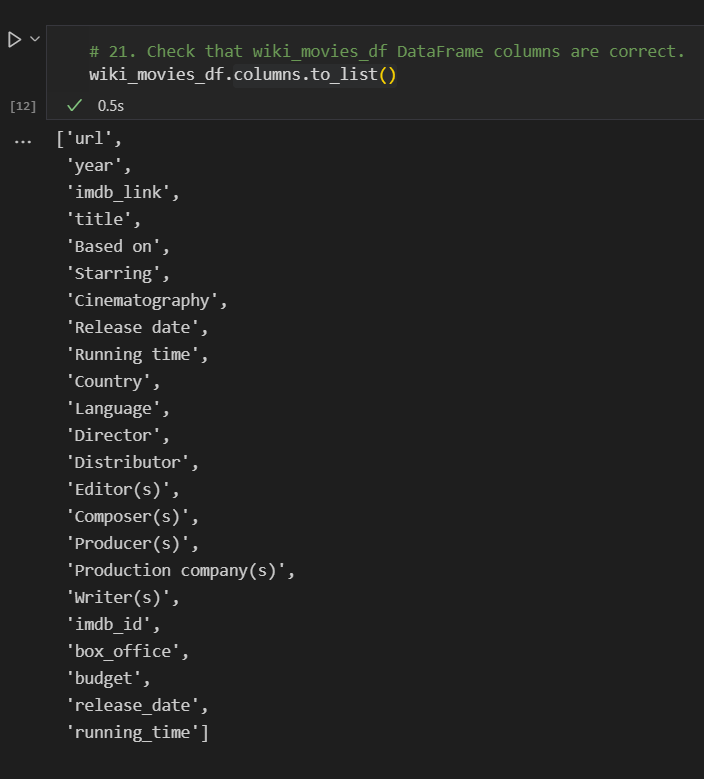 # 21. Check that wiki_movies_df DataFrame columns are correct.
wiki_movies_df.columns.to_list()
[12] 0.5s
... ['url',
'year',
'imdb_link',
'title',
'Based on',
'Starring',
'Cinematography',
'Release date',
'Running time',
'Country',
'Language',
'Director',
'Distributor',
'Editor(s)',
'Composer(s)',
'Producer(s)',
'Production company(s)',
'Writer(s)',
'imdb_id',
'box_office',
'budget',
'release_date',
'running_time']